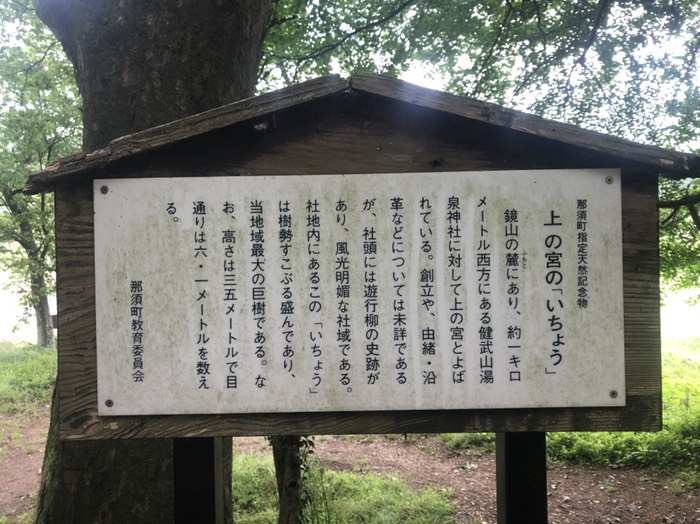 那須町指定天然記念物
上の宮の「いちょう」
鏡山の麓にあり、約一キロ
ふもと
メートル西方にある健武山湯
泉神社に対して上の宮とよば
れている。創立や、由緒・沿
革などについては未詳である
が、社頭には遊行柳の史跡が
あり、風光明媚な社域である。
社地内にあるこの「いちょう」
は樹勢すこぶる盛んであり、
当地域最大の巨樹である。な
お、高さは三五メートルで目
通りは六・一メートルを数え
る。
那須町教育委員会